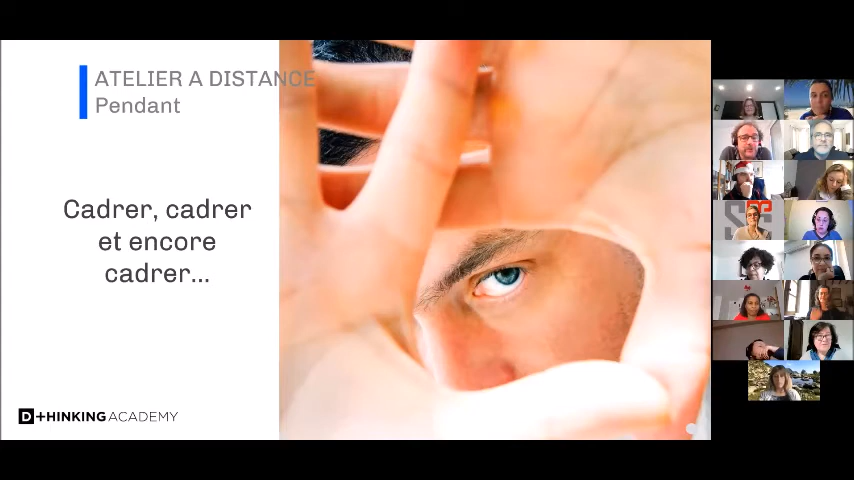 ATELIER A DISTANCE
Pendant
Cadrer, cadrer
et encore
cadrer...
D+HINKING ACADEMY